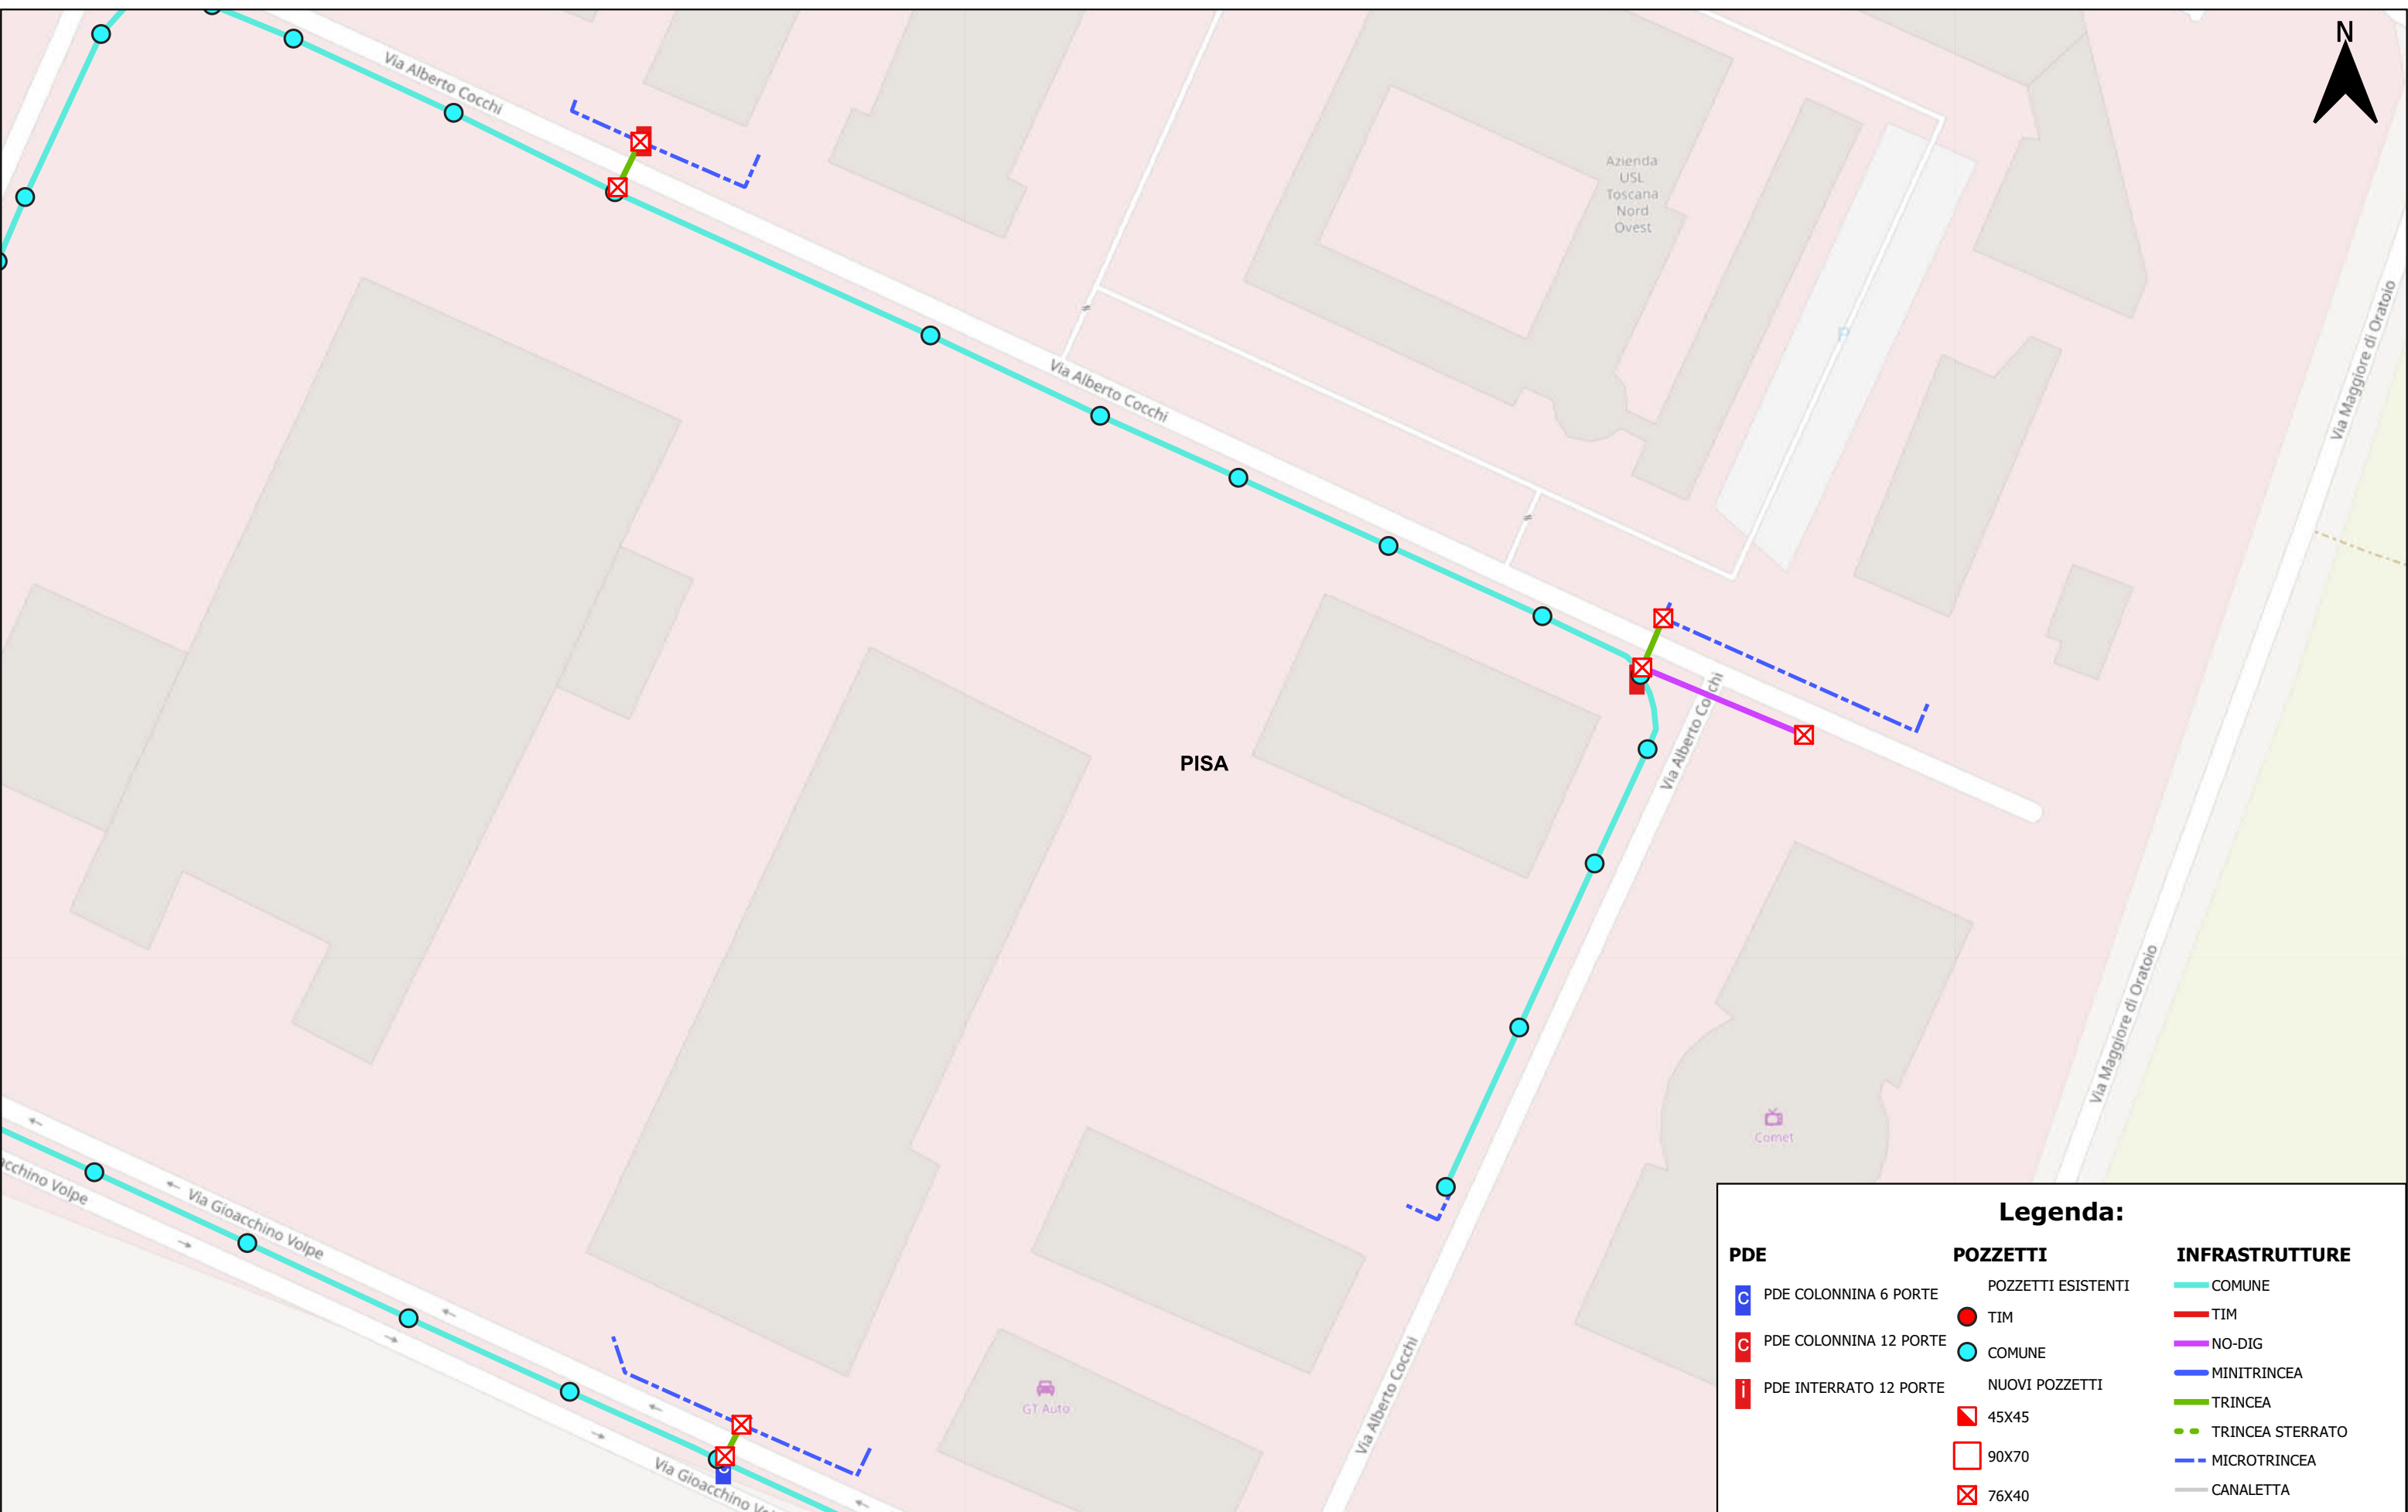 N
Via Alberto Cocchi
Azienda
USL
Toscana
Nord
Ovest
P
Via Maggiore di Oratoio
Via Alberto Cocchi
Via Alberto Cocchi
PISA
Via Maggiore di Oratoio
Comet
Volpe
Via Gioacchino Volpe
GT Auto
Via Alberto Cocchi
Via Gioacchino
C
Legenda:
PDE
C PDE COLONNINA 6 PORTE
C PDE COLONNINA 12 PORTE
i PDE INTERRATO 12 PORTE
POZZETTI
POZZETTI ESISTENTI
TIM
COMUNE
NUOVI POZZETTI
45X45
90X70
76X40
INFRASTRUTTURE
COMUNE
TIM
NO-DIG
MINITRINCEA
TRINCEA
TRINCEA STERRATO
MICROTRINCEA
CANALETTA